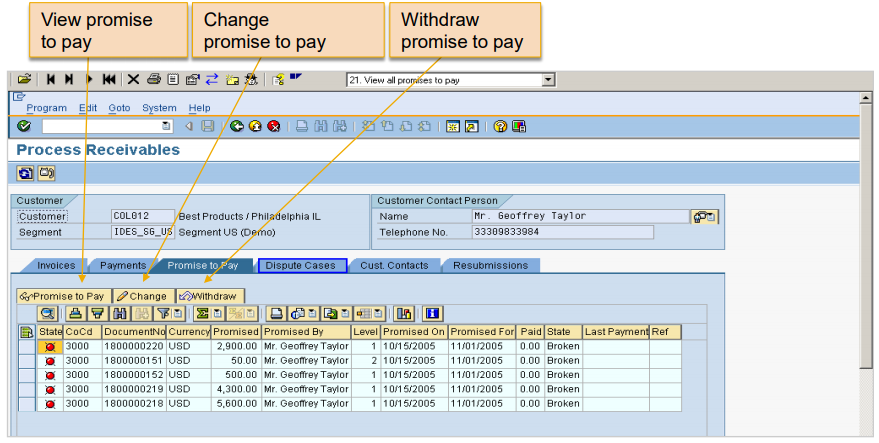 View promise
to pay
Change
promise to pay
Withdraw
promise to pay
21. View all promises to pay
Program Edit Goto System Help
Process Receivables
Customer
Customer COL012 Best Products / Philadelphia IL
Segment IDES_SG_US Segment US (Demo)
Customer Contact Person
Name Mr. Geoffrey Taylor
Telephone No. 33309833984
Invoices Payments Promise to Pay Dispute Cases Cust. Contacts Resubmissions
Promise to Pay Change Withdraw
State CoCd DocumentNo Currency Promised Promised By Level Promised On Promised For Paid State Last Payment Ref
3000 1800000220 USD 2,900.00 Mr. Geoffrey Taylor 1 10/15/2005 11/01/2005 0.00 Broken
3000 1800000151 USD 50.00 Mr. Geoffrey Taylor 2 10/15/2005 11/01/2005 0.00 Broken
3000 1800000152 USD 500.00 Mr. Geoffrey Taylor 1 10/15/2005 11/01/2005 0.00 Broken
3000 1800000219 USD 4,300.00 Mr. Geoffrey Taylor 1 10/15/2005 11/01/2005 0.00 Broken
3000 1800000218 USD 5,600.00 Mr. Geoffrey Taylor 1 10/15/2005 11/01/2005 0.00 Broken